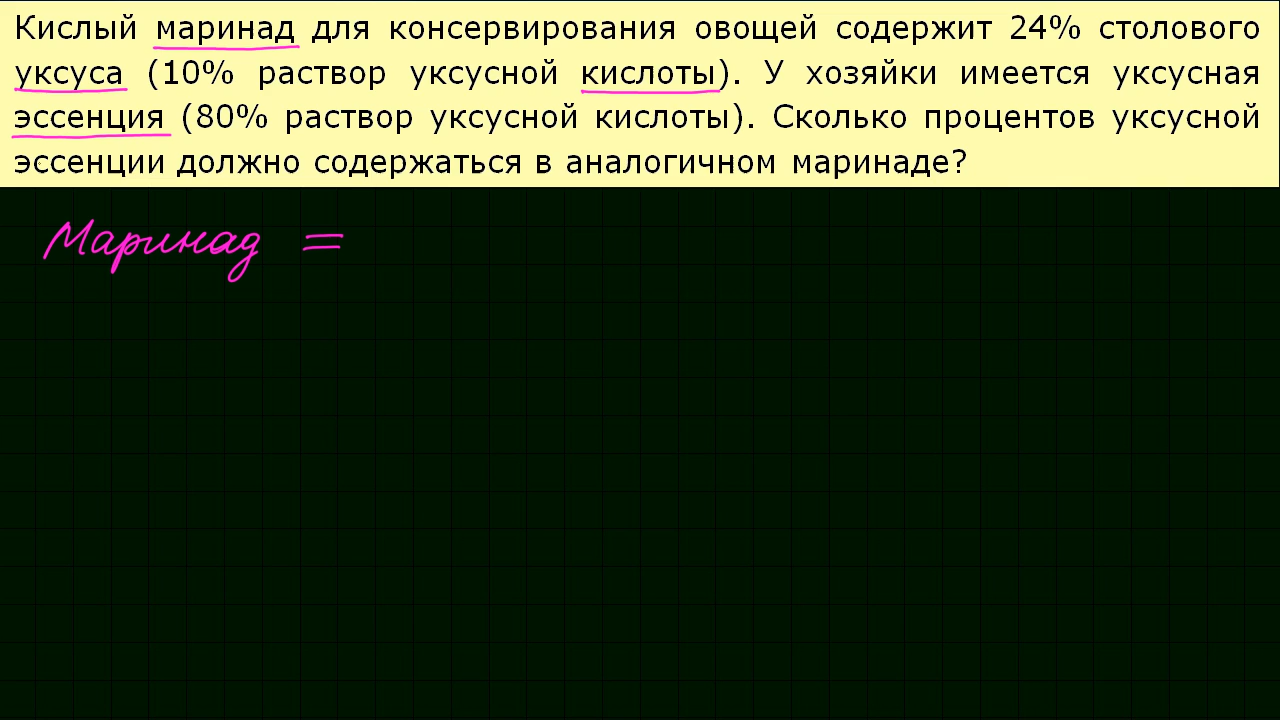 Кислый маринад для консервирования овощей содержит 24% столового
уксуса (10% раствор уксусной кислоты). У хозяйки имеется уксусная
эссенция (80% раствор уксусной кислоты). Сколько процентов уксусной
эссенции должно содержаться в аналогичном маринаде?
Маринад =